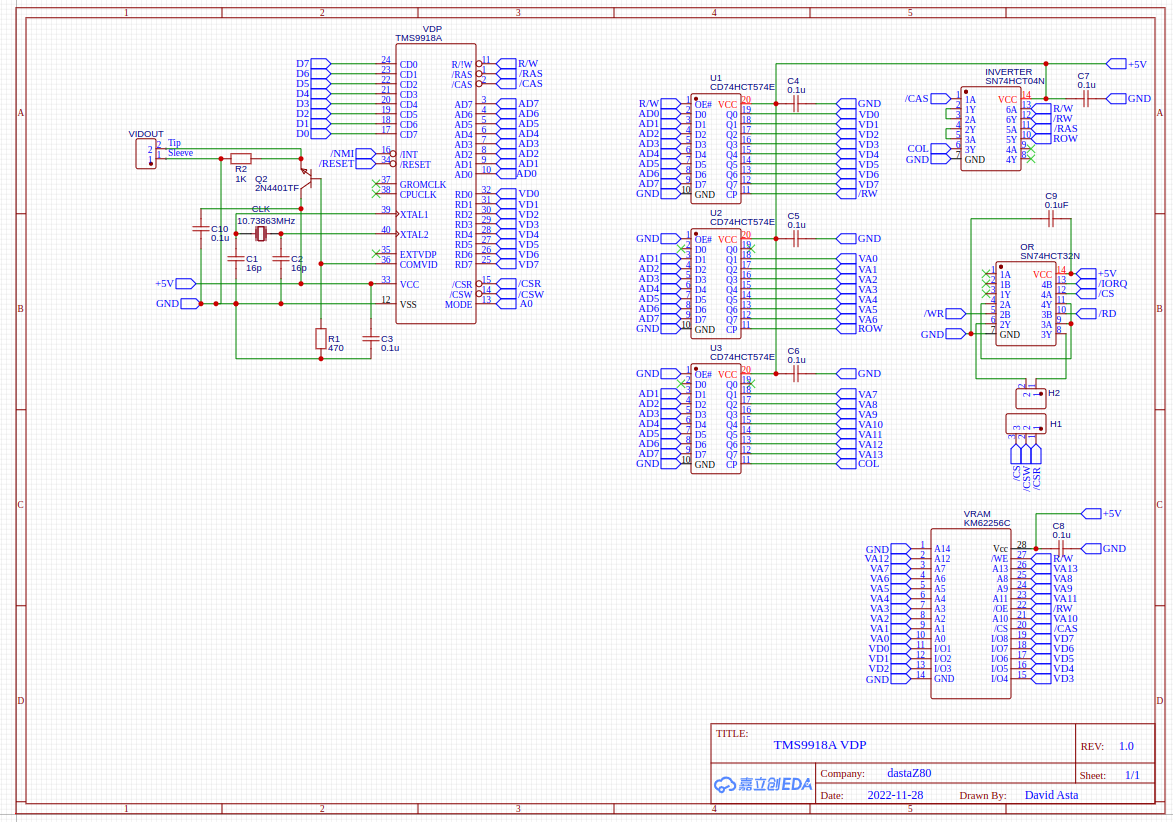 1 2 3 4 5
A
B
C
D
VDP
TMS9918A
D7 24 CD0 R/!W 11 R/W
D6 23 CD1 /RAS 1 /RAS
D5 22 CD2 /CAS 2 /CAS
D4 21 CD3
D3 20 CD4 AD7 3 AD7
D2 19 CD5 AD6 4 AD6
D1 18 CD6 AD5 5 AD5
D0 17 CD7 AD4 6 AD4
AD3 7 AD3
/NMI 16 /INT AD2 8 AD2
/RESET 34 /RESET AD1 9 AD1
AD0 10 AD0
37 GROMCLK
38 CPUCLK RD0 32 VD0
RD1 31 VD1
39 XTAL1 RD2 30 VD2
RD3 29 VD3
40 XTAL2 RD4 28 VD4
RD5 27 VD5
35 EXTVDP RD6 26 VD6
36 COMVID RD7 25 VD7
33 VCC /CSR 15 /CSR
/CSW 14 /CSW
12 VSS MODE 13 A0
VIDOUT
2 2 Tip
1 1 Sleeve
R2
1K
Q2
2N4401TF
CLK
10.73863MHz
C10
0.1u
C1
16p
C2
16p
+5V
GND
R1
470
C3
0.1u
U1
CD74HCT574E
R/W 1 OE# VCC 20
AD0 2 D0 Q0 19 VD0
AD1 3 D1 Q1 18 VD1
AD2 4 D2 Q2 17 VD2
AD3 5 D3 Q3 16 VD3
AD4 6 D4 Q4 15 VD4
AD5 7 D5 Q5 14 VD5
AD6 8 D6 Q6 13 VD6
AD7 9 D7 Q7 12 VD7
GND 10 GND CP 11 /RW
C4
0.1u
GND
U2
CD74HCT574E
GND 1 OE# VCC 20
2 D0 Q0 19
AD1 3 D1 Q1 18 VA0
AD2 4 D2 Q2 17 VA1
AD3 5 D3 Q3 16 VA2
AD4 6 D4 Q4 15 VA3
AD5 7 D5 Q5 14 VA4
AD6 8 D6 Q6 13 VA5
AD7 9 D7 Q7 12 VA6
GND 10 GND CP 11 ROW
C5
0.1u
GND
U3
CD74HCT574E
GND 1 OE# VCC 20
2 D0 Q0 19
AD1 3 D1 Q1 18 VA7
AD2 4 D2 Q2 17 VA8
AD3 5 D3 Q3 16 VA9
AD4 6 D4 Q4 15 VA10
AD5 7 D5 Q5 14 VA11
AD6 8 D6 Q6 13 VA12
AD7 9 D7 Q7 12 VA13
GND 10 GND CP 11 COL
C6
0.1u
GND
+5V
INVERTER
SN74HCT04N
/CAS 1 1A VCC 14
2 1Y 6A 13 R/W
3 2A 6Y 12 /RW
4 2Y 5A 11 /RAS
5 3A 5Y 10 ROW
COL 6 3Y 4A 9
GND 7 GND 4Y 8
C7
0.1u
GND
C9
0.1uF
OR
SN74HCT32N
1 1A VCC 14 +5V
2 1B 4B 13 /IORQ
3 1Y 4A 12 /CS
4 2A 4Y 11
/WR 5 2B 3B 10 /RD
6 2Y 3A 9
GND 7 GND 3Y 8
2 1
2 1 H2
3 2 1 H1
3 2 1
/CS
/CSW
/CSR
VRAM
KM62256C
+5V
C8
0.1u
GND
GND 1 A14 Vcc 28
VA12 2 A12 /WE 27 R/W
VA7 3 A7 A13 26 VA13
VA6 4 A6 A8 25 VA8
VA5 5 A5 A9 24 VA9
VA4 6 A4 A11 23 VA11
VA3 7 A3 /OE 22 /RW
VA2 8 A2 A10 21 VA10
VA1 9 A1 /CS 20 /CAS
VA0 10 A0 I/O8 19 VD7
VD0 11 I/O1 I/O7 18 VD6
VD1 12 I/O2 I/O6 17 VD5
VD2 13 I/O3 I/O5 16 VD4
GND 14 GND I/O4 15 VD3
TITLE:
TMS9918A VDP
REV: 1.0
嘉立创EDA
Company: dastaZ80
Sheet: 1/1
Date: 2022-11-28 Drawn By: David Asta
1 2 3 4 5
A
B
C
D